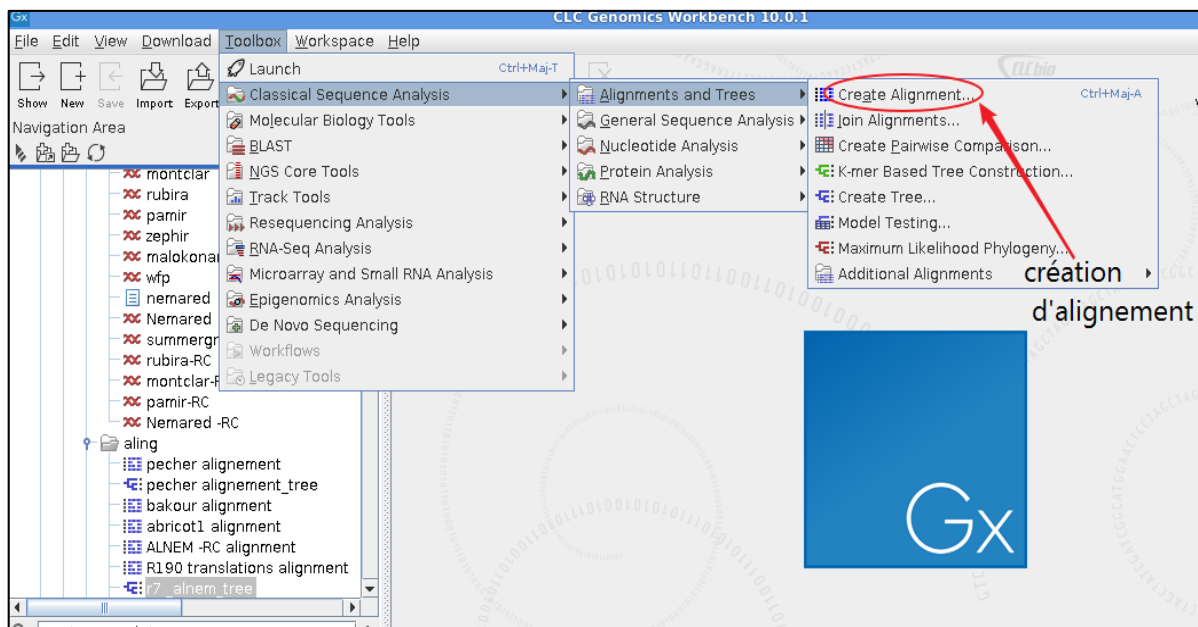 Gx CLC Genomics Workbench 10.0.1
File Edit View Download Toolbox Workspace Help
Show New Save Import Export
Navigation Area
montclar
rubira
pamir
zephir
malokonar
wfp
nemared
Nemared
summergr
rubira-RC
montclar-R
pamir-RC
Nemared -RC
aling
pecher alignement
pecher alignement_tree
bakour alignment
abricot1 alignment
ALNEM -RC alignment
R190 translations alignment
r7 _alnem_tree
Launch Ctrl+Maj-T
Classical Sequence Analysis
Molecular Biology Tools
BLAST
NGS Core Tools
Track Tools
Resequencing Analysis
RNA-Seq Analysis
Microarray and Small RNA Analysis
Epigenomics Analysis
De Novo Sequencing
Workflows
Legacy Tools
Alignments and Trees
General Sequence Analysis
Nucleotide Analysis
Protein Analysis
RNA Structure
Create Alignment... Ctrl+Maj-A
Join Alignments...
Create Pairwise Comparison...
K-mer Based Tree Construction...
Create Tree...
Model Testing...
Maximum Likelihood Phylogeny...
Additional Alignments
création
d'alignement
CLCbio
Gx